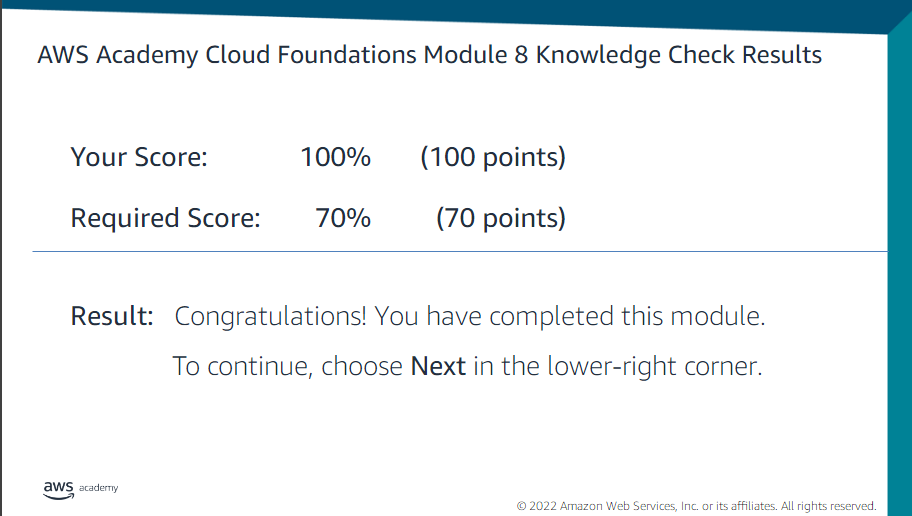 AWS Academy Cloud Foundations Module 8 Knowledge Check Results
Your Score: 100% (100 points)
Required Score: 70% (70 points)
Result: Congratulations! You have completed this module.
To continue, choose Next in the lower-right corner.
aws academy
© 2022 Amazon Web Services, Inc. or its affiliates. All rights reserved.